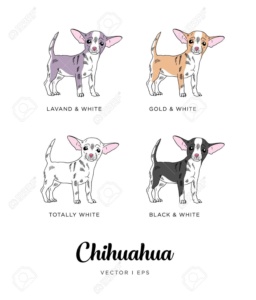 LAVAND & WHITE
GOLD & WHITE
TOTALLY WHITE
BLACK & WHITE
Chihuahua
VECTOR | EPS